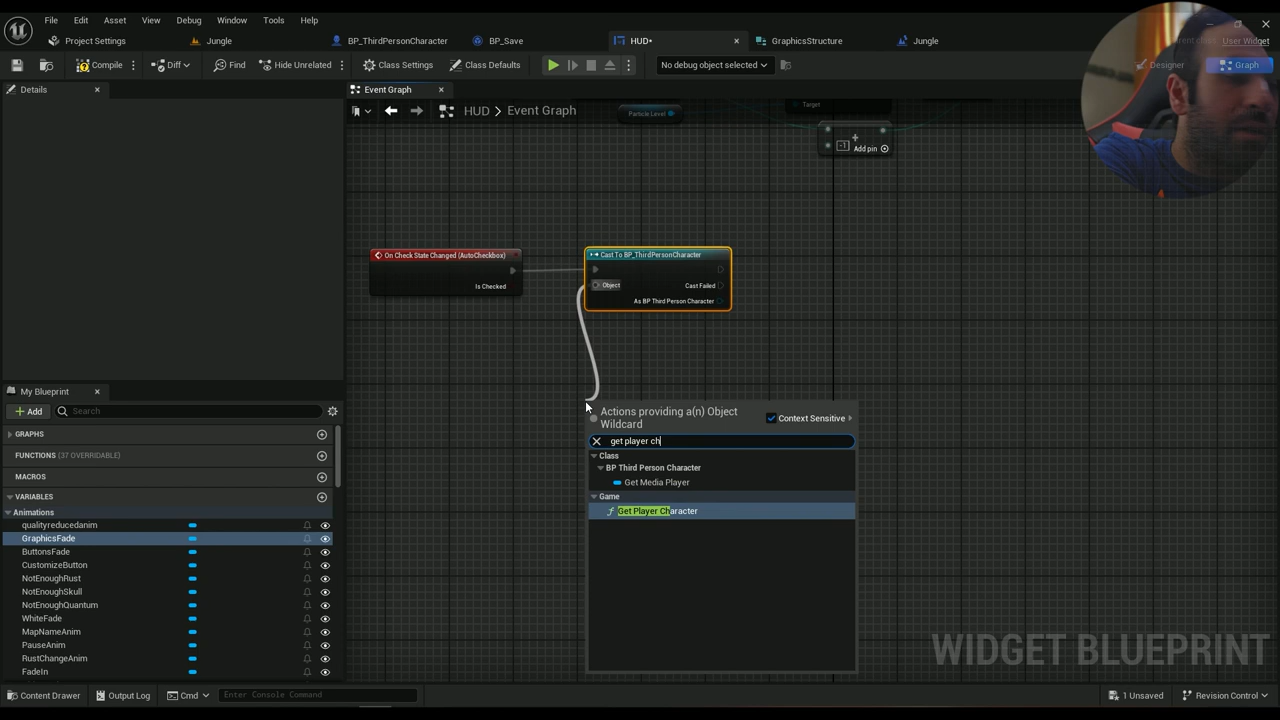 File Edit Asset View Debug Window Tools Help
Project Settings Jungle BP_ThirdPersonCharacter BP_Save HUD• GraphicsStructure Jungle
User Widget
Compile Diff Find Hide Unrelated Class Settings Class Defaults No debug object selected Designer Graph
Details Event Graph
HUD > Event Graph
Particle Level
Target
-1 Add pin
On Check State Changed (AutoCheckbox)
Is Checked
Cast To BP_ThirdPersonCharacter
Object Cast Failed
As BP Third Person Character
Actions providing a(n) Object
Wildcard
Context Sensitive
get player ch
Class
BP Third Person Character
Get Media Player
Game
Get Player Character
My Blueprint
Add Search
GRAPHS
FUNCTIONS (37 OVERRIDABLE)
MACROS
VARIABLES
Animations
qualityreducedanim
GraphicsFade
ButtonsFade
CustomizeButton
NotEnoughRust
NotEnoughSkull
NotEnoughQuantum
WhiteFade
MapNameAnim
PauseAnim
RustChangeAnim
FadeIn
WIDGET BLUEPRINT
Content Drawer Output Log Cmd Enter Console Command 1 Unsaved Revision Control